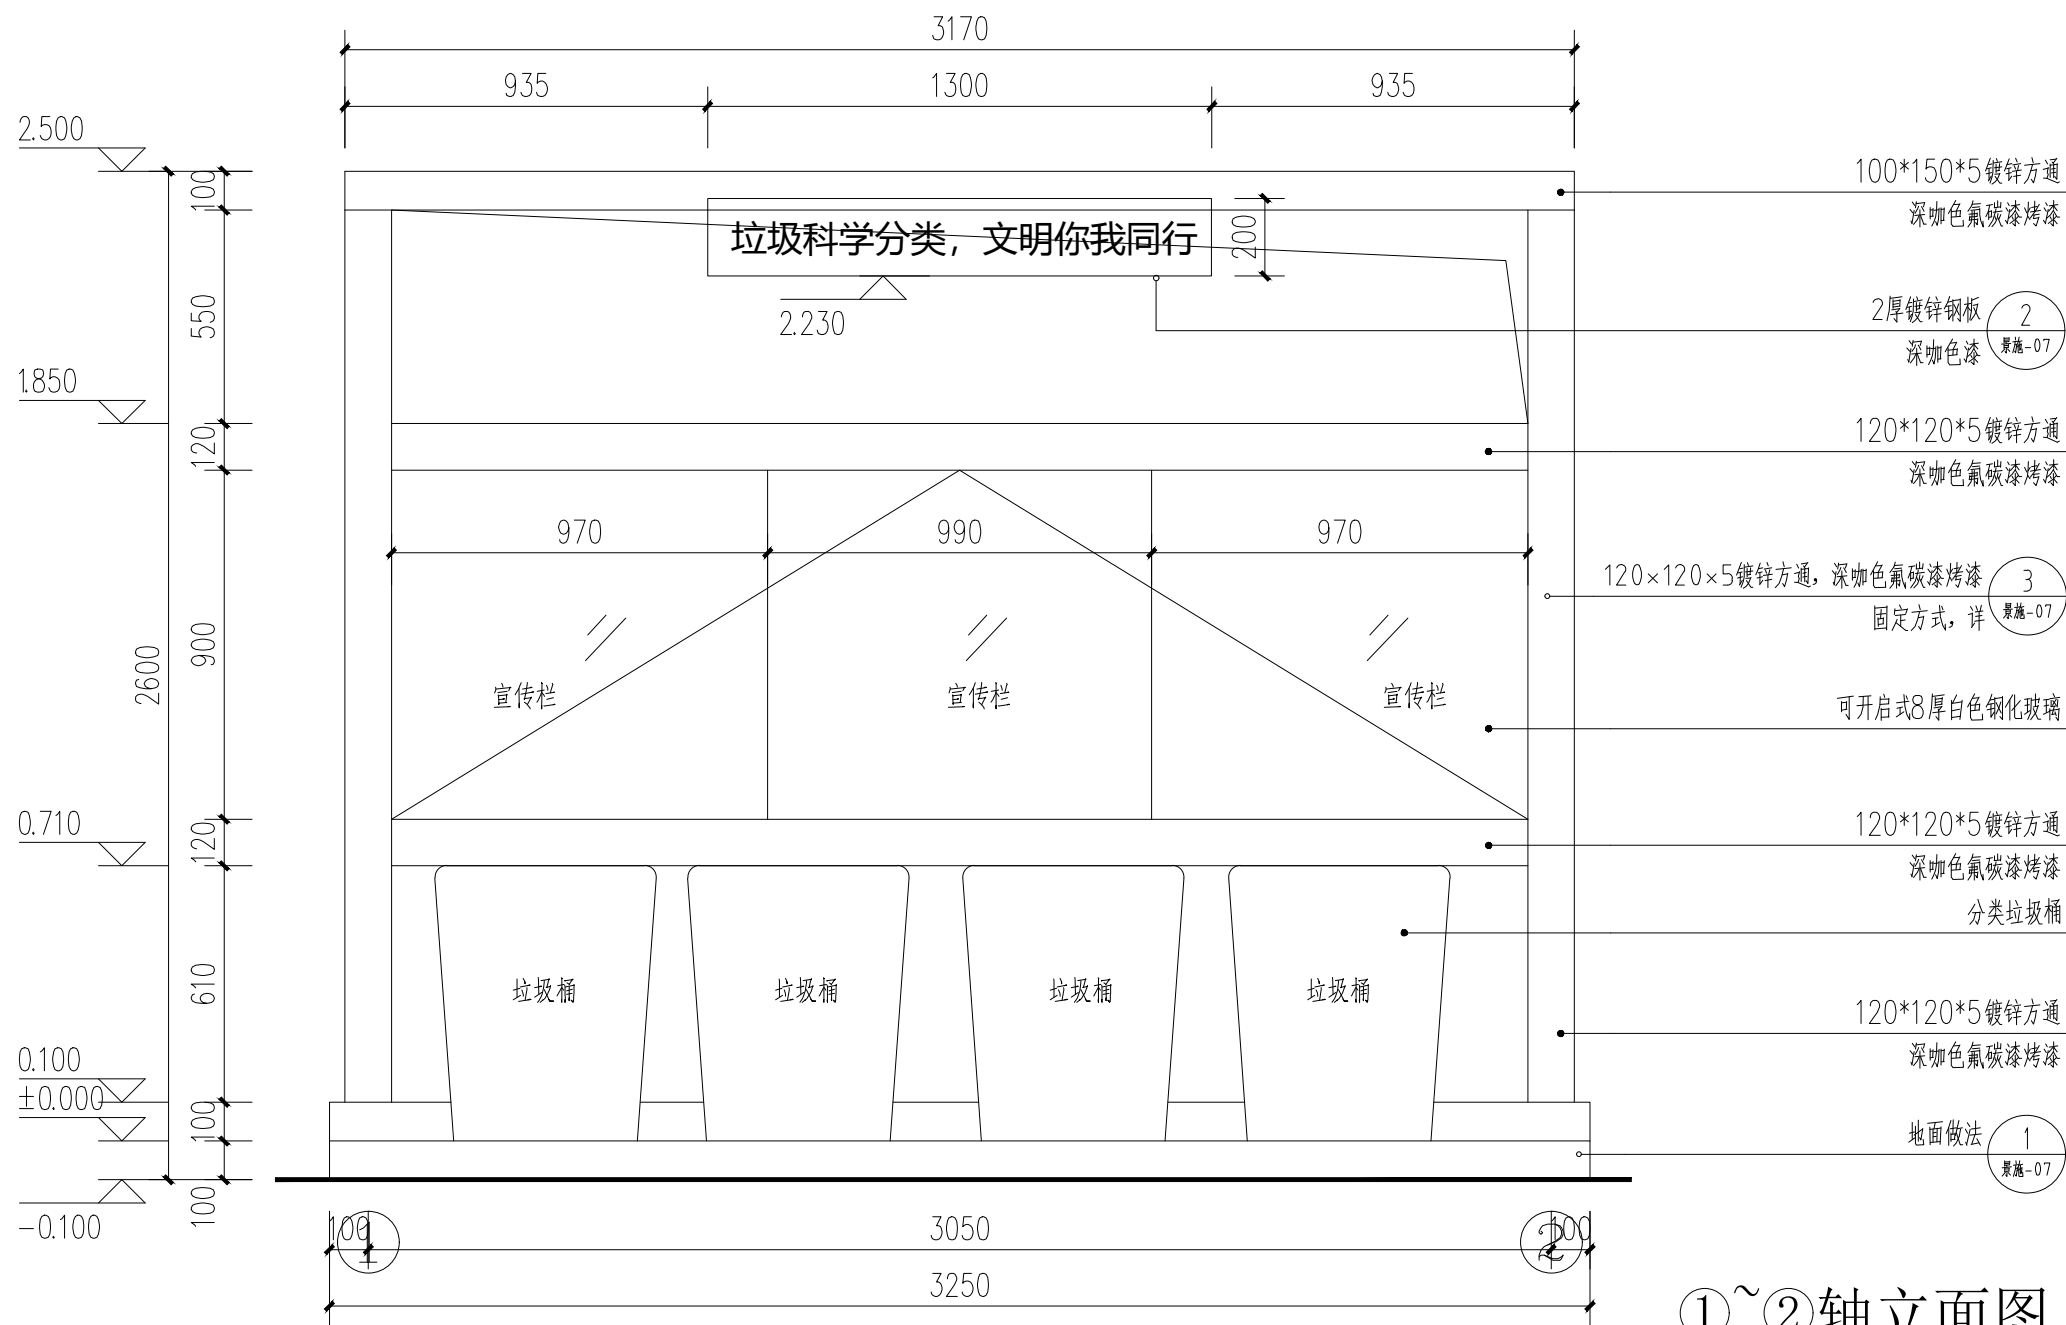 3170
935
1300
935
2.500
100
100*150*5镀锌方通
深咖色氟碳漆烤漆
垃圾科学分类，文明你我同行
200
2.230
550
2厚镀锌钢板
深咖色漆
2
景施-07
1.850
120
120*120*5镀锌方通
深咖色氟碳漆烤漆
970
990
970
120×120×5镀锌方通，深咖色氟碳漆烤漆
固定方式，详
3
景施-07
900
2600
宣传栏
宣传栏
宣传栏
可开启式8厚白色钢化玻璃
0.710
120
120*120*5镀锌方通
深咖色氟碳漆烤漆
分类垃圾桶
610
垃圾桶
垃圾桶
垃圾桶
垃圾桶
120*120*5镀锌方通
深咖色氟碳漆烤漆
0.100
±0.000
100
地面做法
1
景施-07
100
-0.100
100
1
3050
2
100
3250
①~②轴立面图